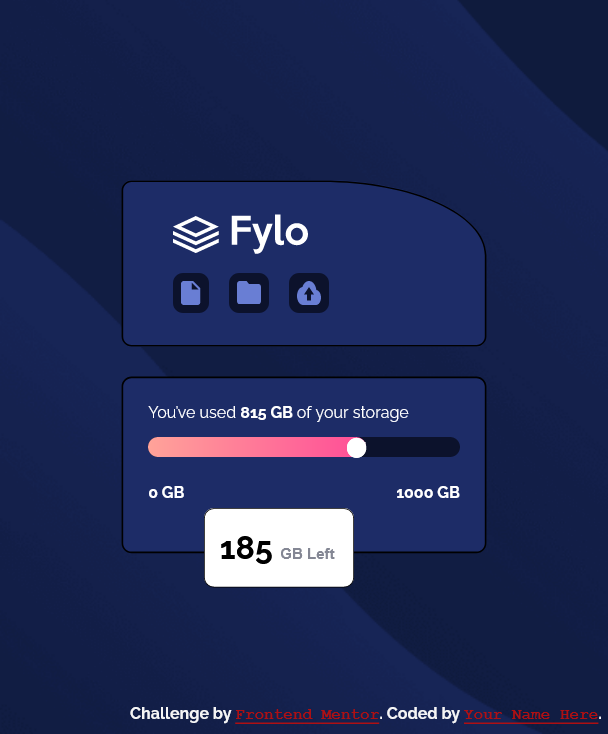 Fylo
You've used 815 GB of your storage
0 GB 1000 GB
185 GB Left
Challenge by Frontend Mentor. Coded by Your Name Here.